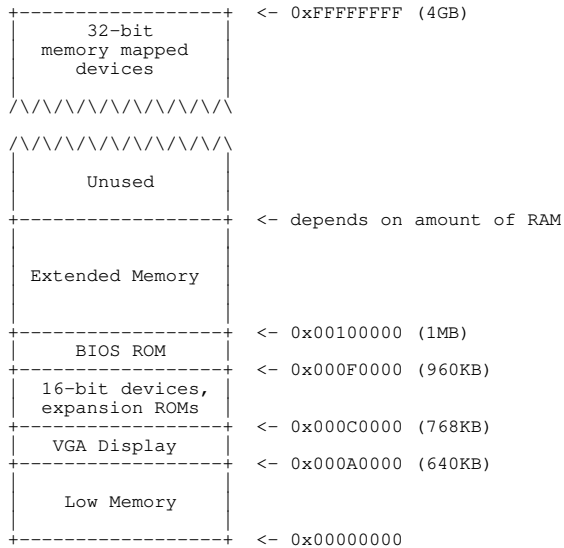 +------------------+ <- 0xFFFFFFFF (4GB)
| 32-bit |
| memory mapped |
| devices |
| |
/\/\/\/\/\/\/\/\/\/\
/\/\/\/\/\/\/\/\/\/\
| |
| Unused |
| |
+------------------+ <- depends on amount of RAM
| |
| |
| Extended Memory |
| |
| |
+------------------+ <- 0x00100000 (1MB)
| BIOS ROM |
+------------------+ <- 0x000F0000 (960KB)
| 16-bit devices, |
| expansion ROMs |
+------------------+ <- 0x000C0000 (768KB)
| VGA Display |
+------------------+ <- 0x000A0000 (640KB)
| |
| Low Memory |
| |
+------------------+ <- 0x00000000